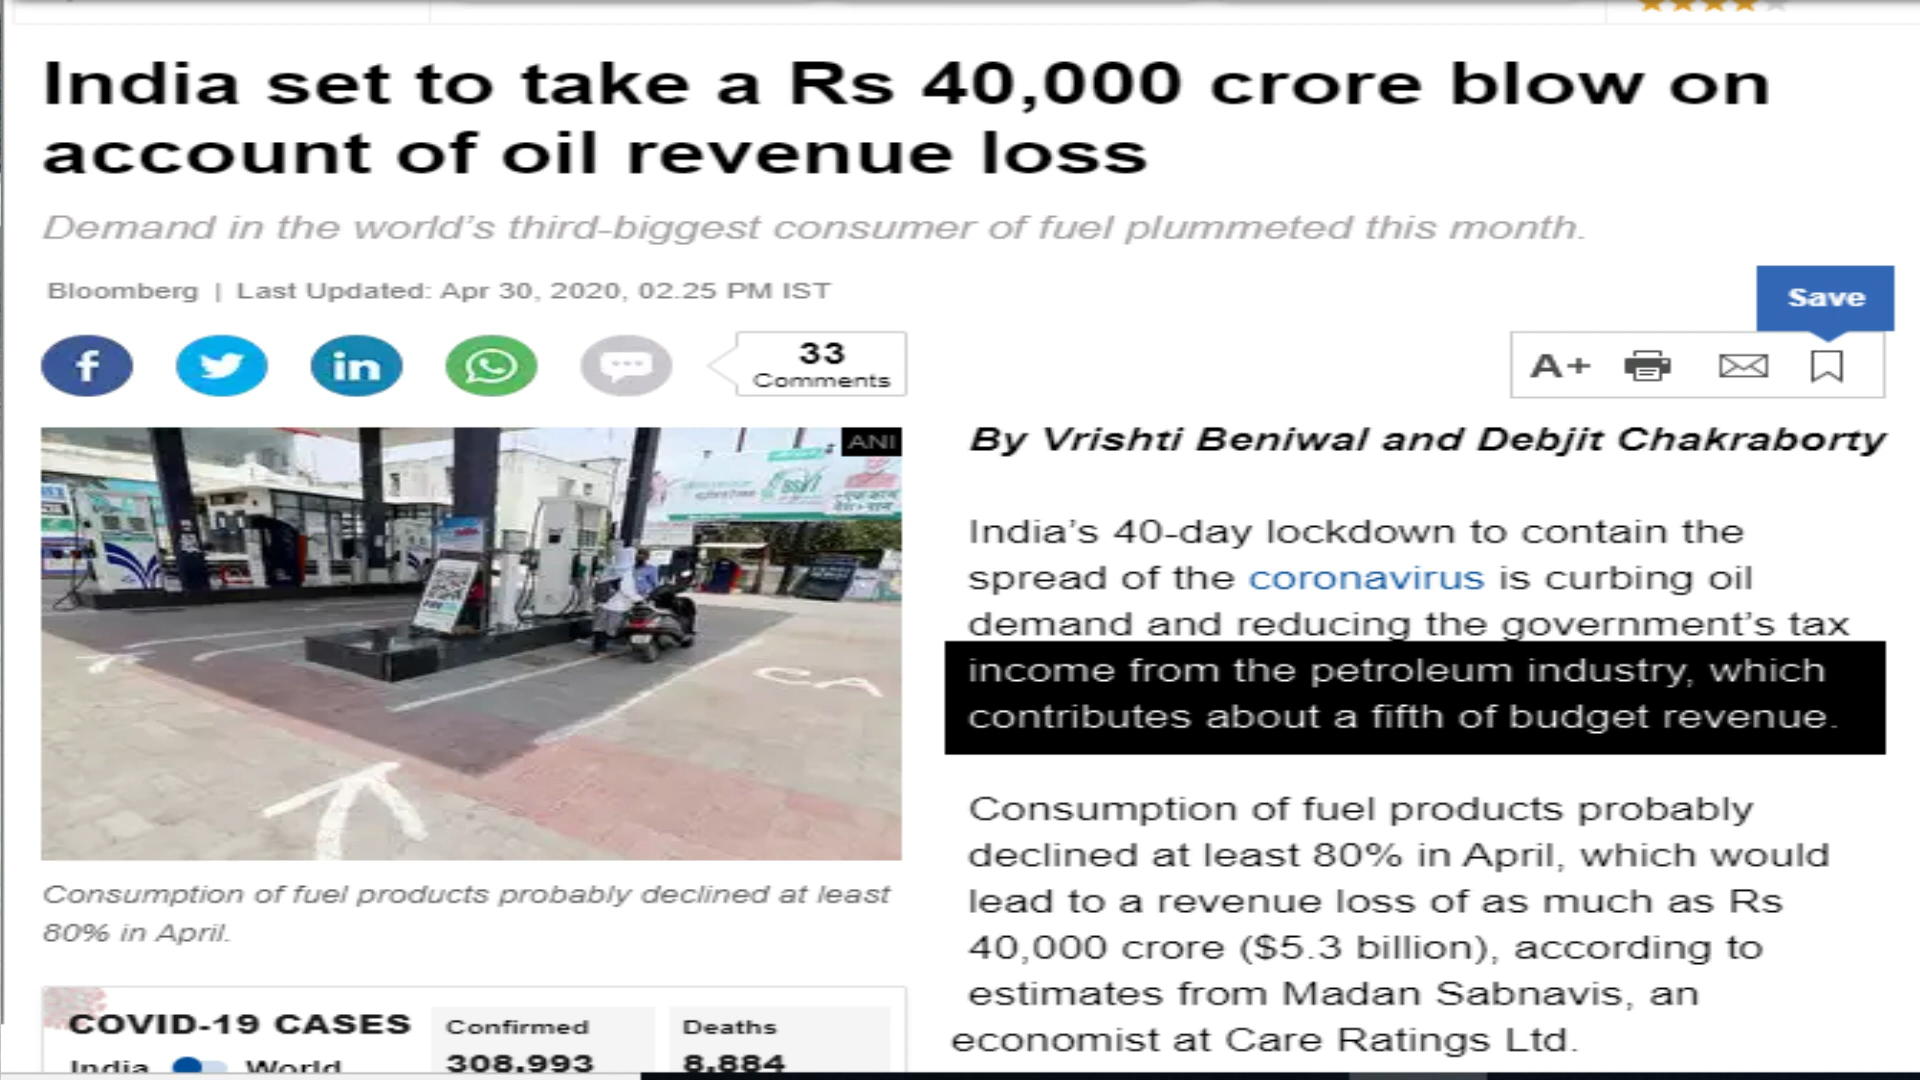 India set to take a Rs 40,000 crore blow on
account of oil revenue loss
Demand in the world's third-biggest consumer of fuel plummeted this month.
Bloomberg | Last Updated: Apr 30, 2020, 02.25 PM IST
Save
33
Comments
A+
ANI
CA
By Vrishti Beniwal and Debjit Chakraborty
India's 40-day lockdown to contain the
spread of the coronavirus is curbing oil
demand and reducing the government's tax
income from the petroleum industry, which
contributes about a fifth of budget revenue.
Consumption of fuel products probably
declined at least 80% in April, which would
lead to a revenue loss of as much as Rs
40,000 crore ($5.3 billion), according to
estimates from Madan Sabnavis, an
economist at Care Ratings Ltd.
Consumption of fuel products probably declined at least
80% in April.
COVID-19 CASES
India World
Confirmed
308,993
Deaths
8,884